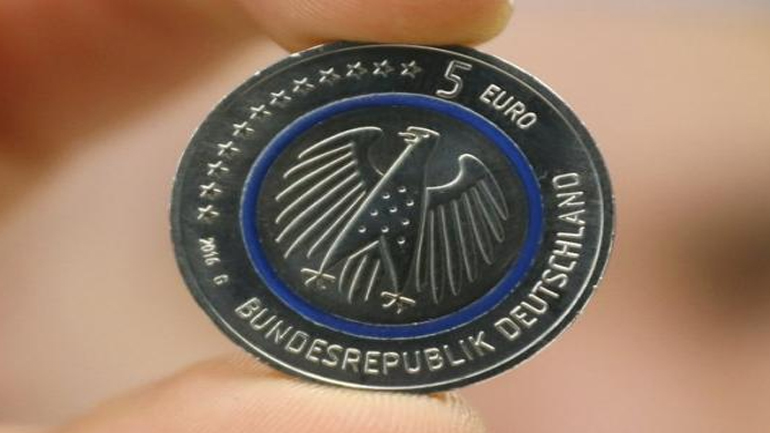 5 EURO
BUNDESREPUBLIK DEUTSCHLAND
2016 G